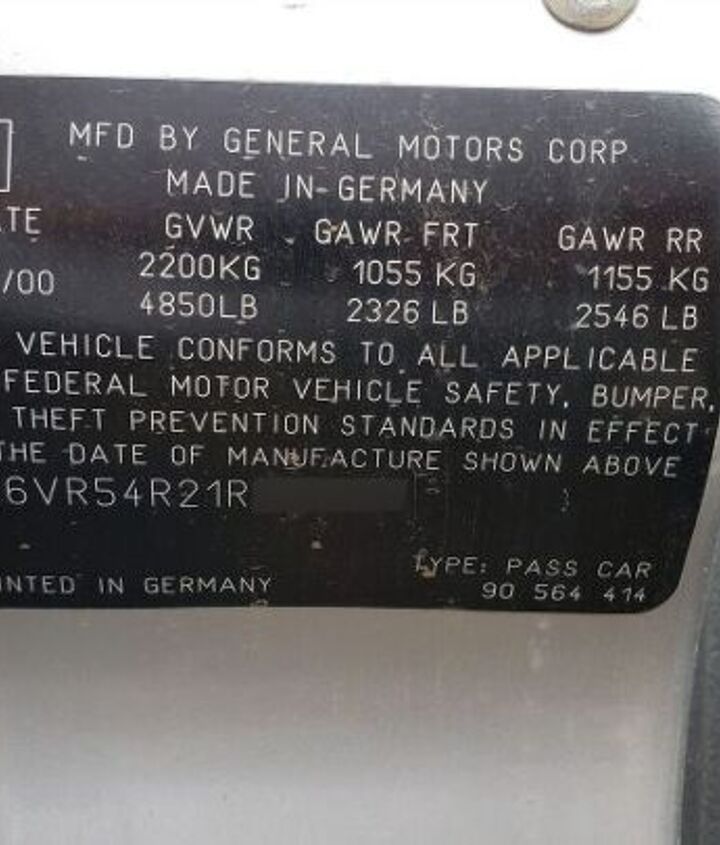 MFD BY GENERAL MOTORS CORP
MADE IN GERMANY
TE GVWR GAWR FRT GAWR RR
/00 2200KG 1055 KG 1155 KG
4850LB 2326 LB 2546 LB
VEHICLE CONFORMS TO ALL APPLICABLE
FEDERAL MOTOR VEHICLE SAFETY, BUMPER,
THEFT PREVENTION STANDARDS IN EFFECT
THE DATE OF MANUFACTURE SHOWN ABOVE
6VR54R21R
TYPE: PASS CAR
INTED IN GERMANY 90 564 414